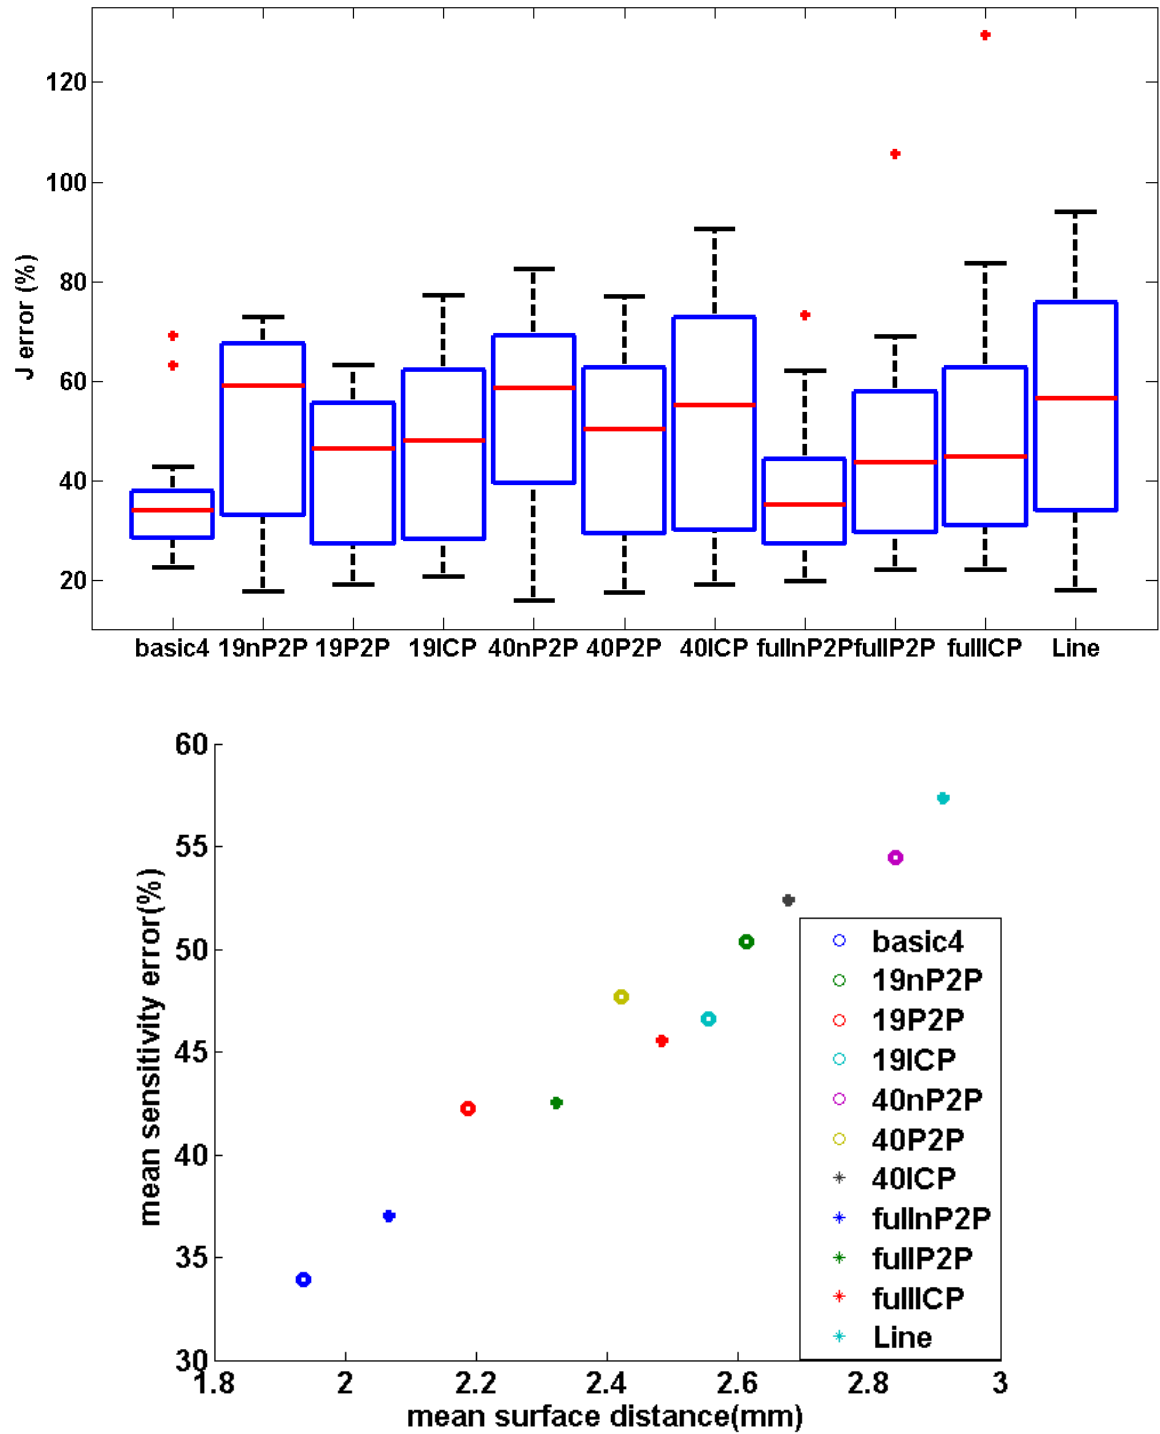 120
100
80
60
40
20
J error (%)
basic4 19nP2P 19P2P 19ICP 40nP2P 40P2P 40ICP fullnP2P fullP2P fullICP Line
60
55
50
45
40
35
30
mean sensitivity error(%)
basic4
19nP2P
19P2P
19ICP
40nP2P
40P2P
40ICP
fullnP2P
fullP2P
fullICP
Line
1.8 2 2.2 2.4 2.6 2.8 3
mean surface distance(mm)